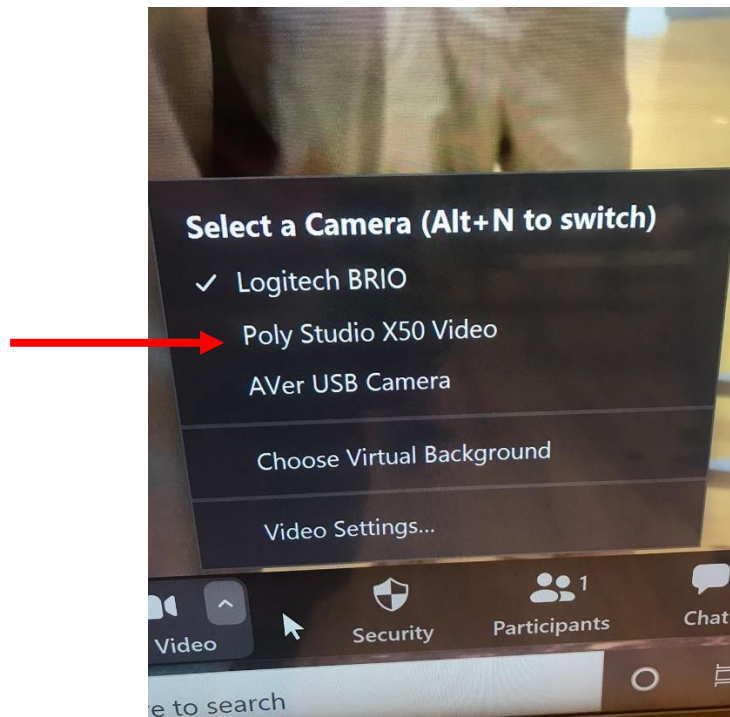 Select a Camera (Alt+N to switch)
Logitech BRIO
Poly Studio X50 Video
AVer USB Camera
Choose Virtual Background
Video Settings...
1
Video
Security
Participants
Chat
e to search